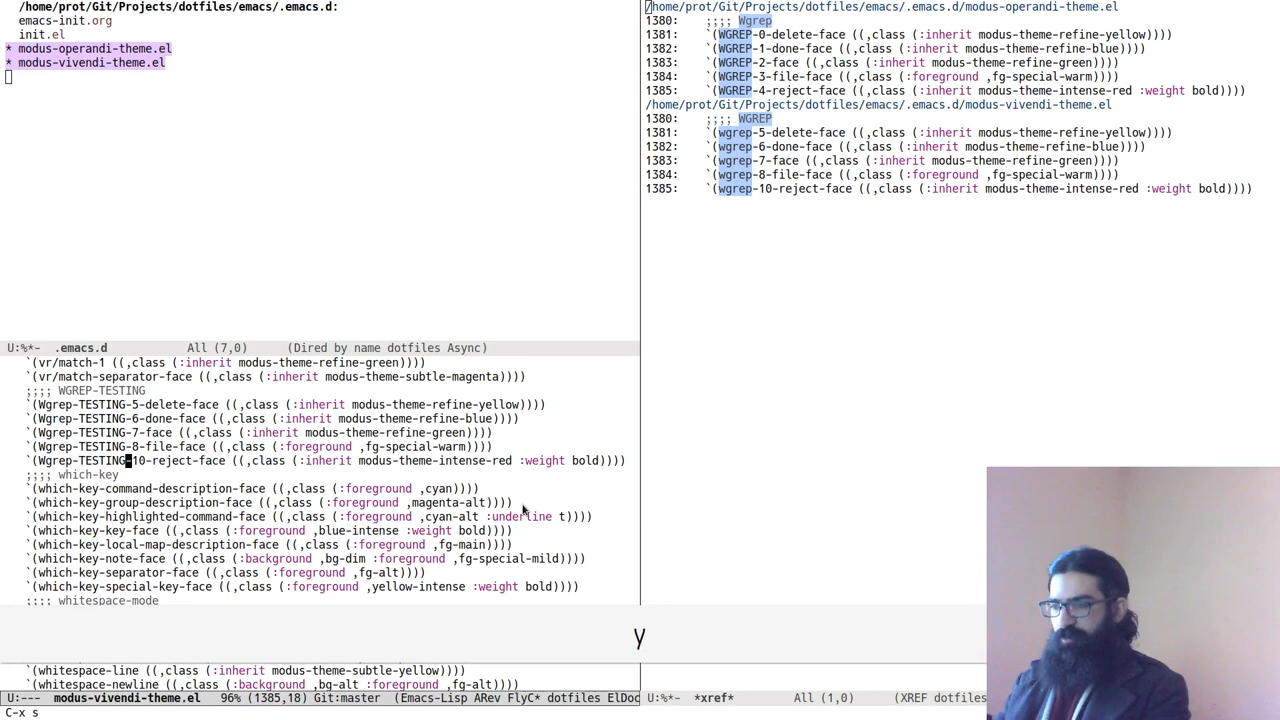 /home/prot/Git/Projects/dotfiles/emacs/.emacs.d:
emacs-init.org
init.el
* modus-operandi-theme.el
* modus-vivendi-theme.el
U:%*-  .emacs.d       All (7,0)      (Dired by name dotfiles Async)
`(vr/match-1 ((,class (:inherit modus-theme-refine-green))))
`(vr/match-separator-face ((,class (:inherit modus-theme-subtle-magenta))))
;;;; WGREP-TESTING
`(Wgrep-TESTING-5-delete-face ((,class (:inherit modus-theme-refine-yellow))))
`(Wgrep-TESTING-6-done-face ((,class (:inherit modus-theme-refine-blue))))
`(Wgrep-TESTING-7-face ((,class (:inherit modus-theme-refine-green))))
`(Wgrep-TESTING-8-file-face ((,class (:foreground ,fg-special-warm))))
`(Wgrep-TESTING-10-reject-face ((,class (:inherit modus-theme-intense-red :weight bold))))
;;;; which-key
`(which-key-command-description-face ((,class (:foreground ,cyan))))
`(which-key-group-description-face ((,class (:foreground ,magenta-alt))))
`(which-key-highlighted-command-face ((,class (:foreground ,cyan-alt :underline t))))
`(which-key-key-face ((,class (:foreground ,blue-intense :weight bold))))
`(which-key-local-map-description-face ((,class (:foreground ,fg-main))))
`(which-key-note-face ((,class (:background ,bg-dim :foreground ,fg-special-mild))))
`(which-key-separator-face ((,class (:foreground ,fg-alt))))
`(which-key-special-key-face ((,class (:foreground ,yellow-intense :weight bold))))
;;;; whitespace-mode
y
`(whitespace-line ((,class (:inherit modus-theme-subtle-yellow))))
`(whitespace-newline ((,class (:background ,bg-alt :foreground ,fg-alt))))
U:---  modus-vivendi-theme.el   96% (1385,18) Git:master  (Emacs-Lisp ARev FlyC* dotfiles ElDoc
C-x s
/home/prot/Git/Projects/dotfiles/emacs/.emacs.d/modus-operandi-theme.el
1380:    ;;;; Wgrep
1381:    `(WGREP-0-delete-face ((,class (:inherit modus-theme-refine-yellow))))
1382:    `(WGREP-1-done-face ((,class (:inherit modus-theme-refine-blue))))
1383:    `(WGREP-2-face ((,class (:inherit modus-theme-refine-green))))
1384:    `(WGREP-3-file-face ((,class (:foreground ,fg-special-warm))))
1385:    `(WGREP-4-reject-face ((,class (:inherit modus-theme-intense-red :weight bold))))
/home/prot/Git/Projects/dotfiles/emacs/.emacs.d/modus-vivendi-theme.el
1380:    ;;;; WGREP
1381:    `(wgrep-5-delete-face ((,class (:inherit modus-theme-refine-yellow))))
1382:    `(wgrep-6-done-face ((,class (:inherit modus-theme-refine-blue))))
1383:    `(wgrep-7-face ((,class (:inherit modus-theme-refine-green))))
1384:    `(wgrep-8-file-face ((,class (:foreground ,fg-special-warm))))
1385:    `(wgrep-10-reject-face ((,class (:inherit modus-theme-intense-red :weight bold))))
U:%*-  *xref*         All (1,0)      (XREF dotfiles